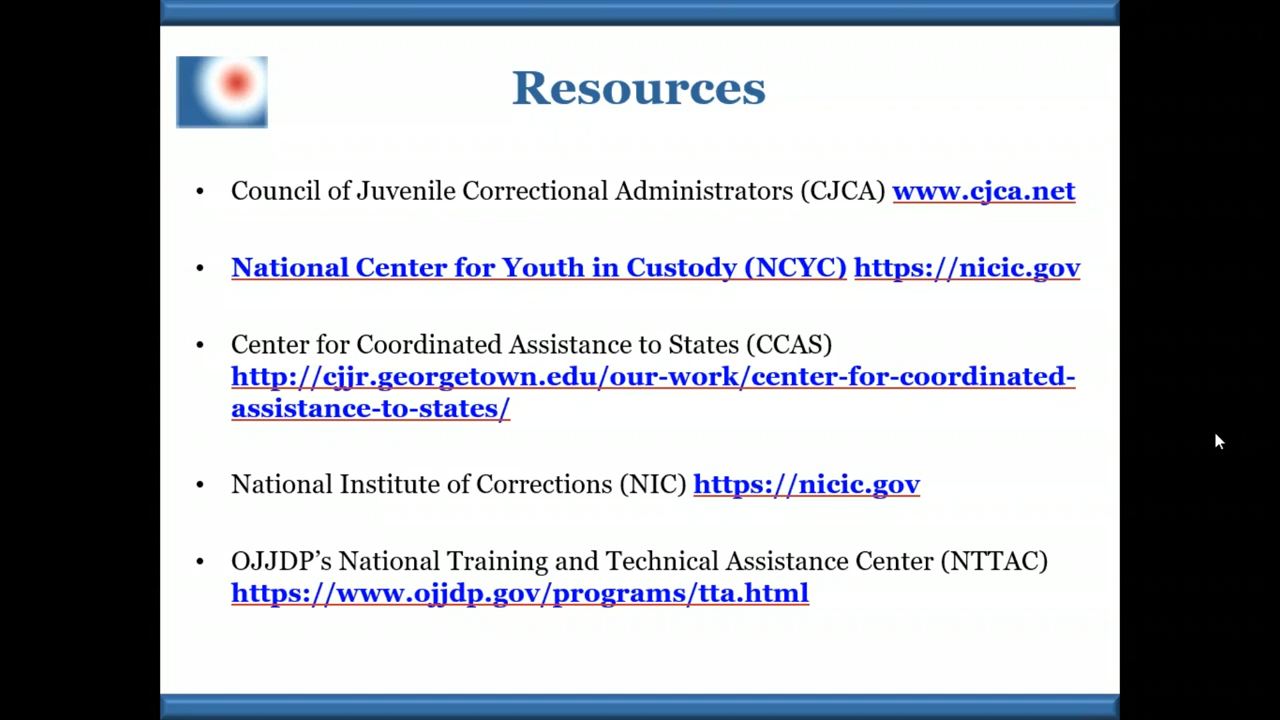 Resources
• Council of Juvenile Correctional Administrators (CJCA) www.cjca.net
• National Center for Youth in Custody (NCYC) https://nicic.gov
• Center for Coordinated Assistance to States (CCAS)
http://cjjr.georgetown.edu/our-work/center-for-coordinated-
assistance-to-states/
• National Institute of Corrections (NIC) https://nicic.gov
• OJJDP’s National Training and Technical Assistance Center (NTTAC)
https://www.ojjdp.gov/programs/tta.html